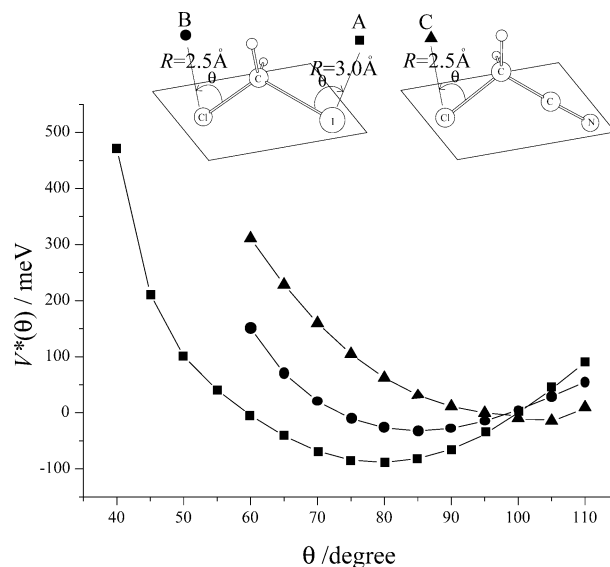 B A C
R=2.5Å R=3.0Å R=2.5Å
θ θ θ
C C
C
Cl I Cl N
500
400
300
200
100
0
-100
V*(θ) / meV
40 50 60 70 80 90 100 110
θ /degree